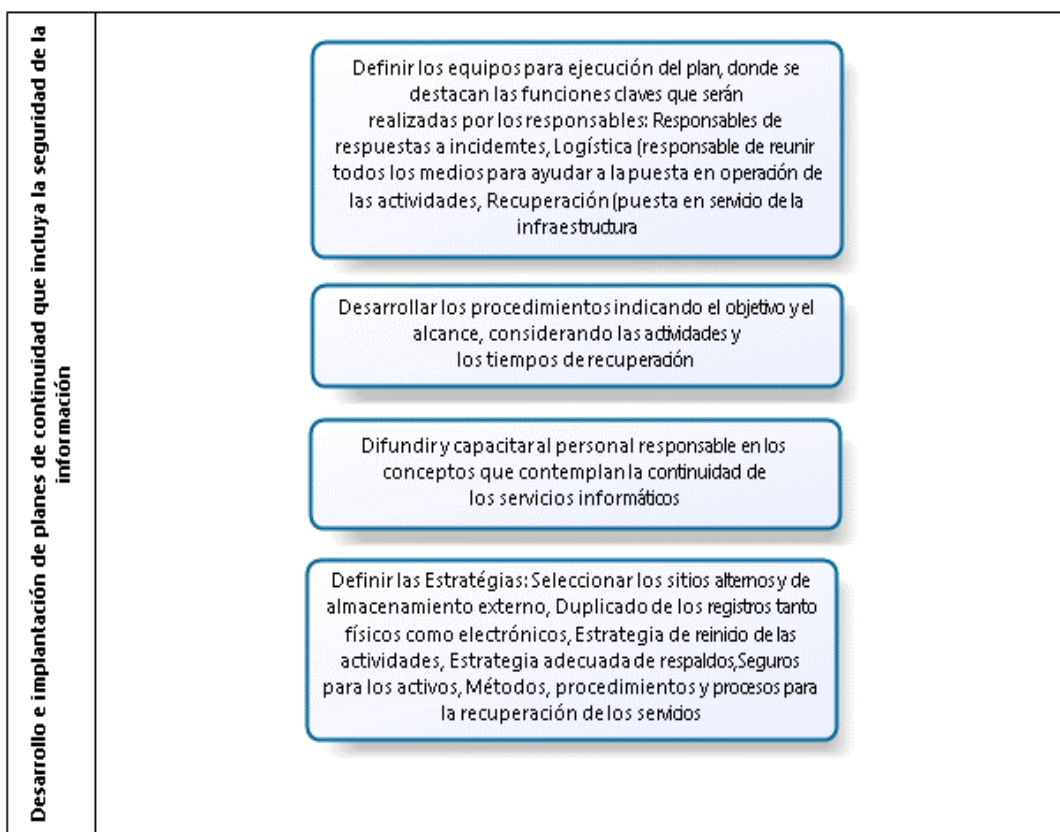 Desarrollo e implantación de planes de continuidad que incluya la seguridad de la
información
Definir los equipos para ejecución del plan, donde se
destacan las funciones claves que serán
realizadas por los responsables: Responsables de
respuestas a incidemtes, Logística (responsable de reunir
todos los medios para ayudar a la puesta en operación de
las actividades, Recuperación (puesta en servicio de la
infraestructura
Desarrollar los procedimientos indicando el objetivo y el
alcance, considerando las actividades y
los tiempos de recuperación
Difundir y capacitar al personal responsable en los
conceptos que contemplan la continuidad de
los servicios informáticos
Definir las Estratégias: Seleccionar los sitios alternos y de
almacenamiento externo, Duplicado de los registros tanto
físicos como electrónicos, Estrategia de reinicio de las
actividades, Estrategia adecuada de respaldos,Seguros
para los activos, Métodos, procedimientos y procesos para
la recuperación de los servicios